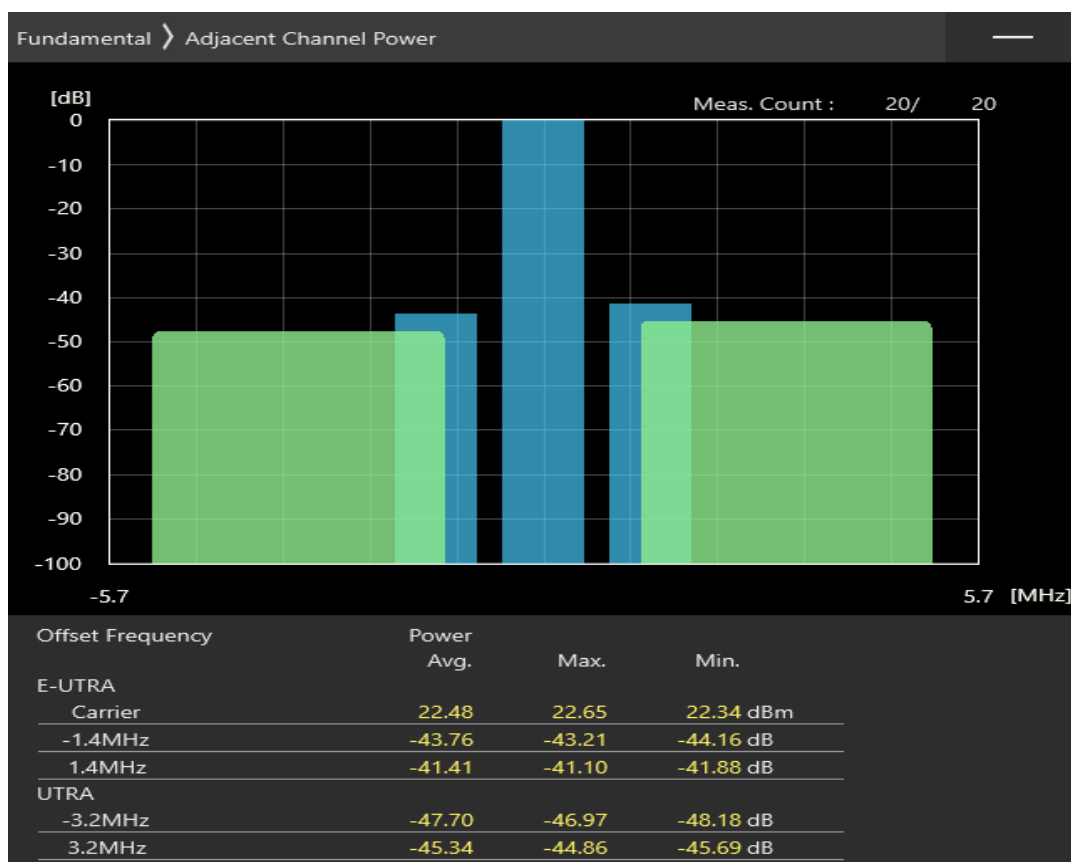 Fundamental 〉 Adjacent Channel Power
[dB]
Meas. Count : 20/ 20
0
-10
-20
-30
-40
-50
-60
-70
-80
-90
-100
-5.7 5.7 [MHz]
Offset Frequency Power
Avg. Max. Min.
E-UTRA
Carrier 22.48 22.65 22.34 dBm
-1.4MHz -43.76 -43.21 -44.16 dB
1.4MHz -41.41 -41.10 -41.88 dB
UTRA
-3.2MHz -47.70 -46.97 -48.18 dB
3.2MHz -45.34 -44.86 -45.69 dB